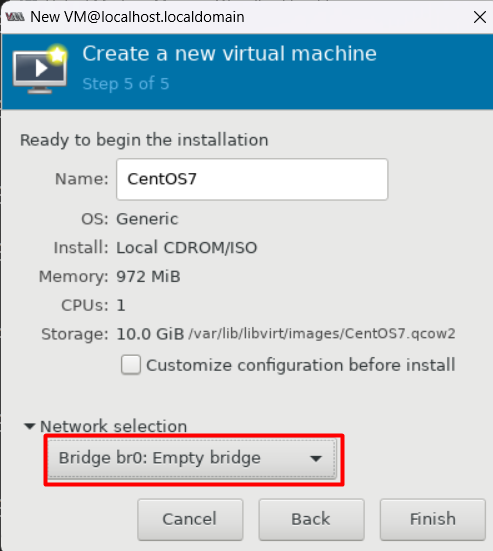 New VM@localhost.localdomain
Create a new virtual machine
Step 5 of 5
Ready to begin the installation
Name: CentOS7
OS: Generic
Install: Local CDROM/ISO
Memory: 972 MiB
CPUs: 1
Storage: 10.0 GiB /var/lib/libvirt/images/CentOS7.qcow2
Customize configuration before install
Network selection
Bridge br0: Empty bridge
Cancel Back Finish